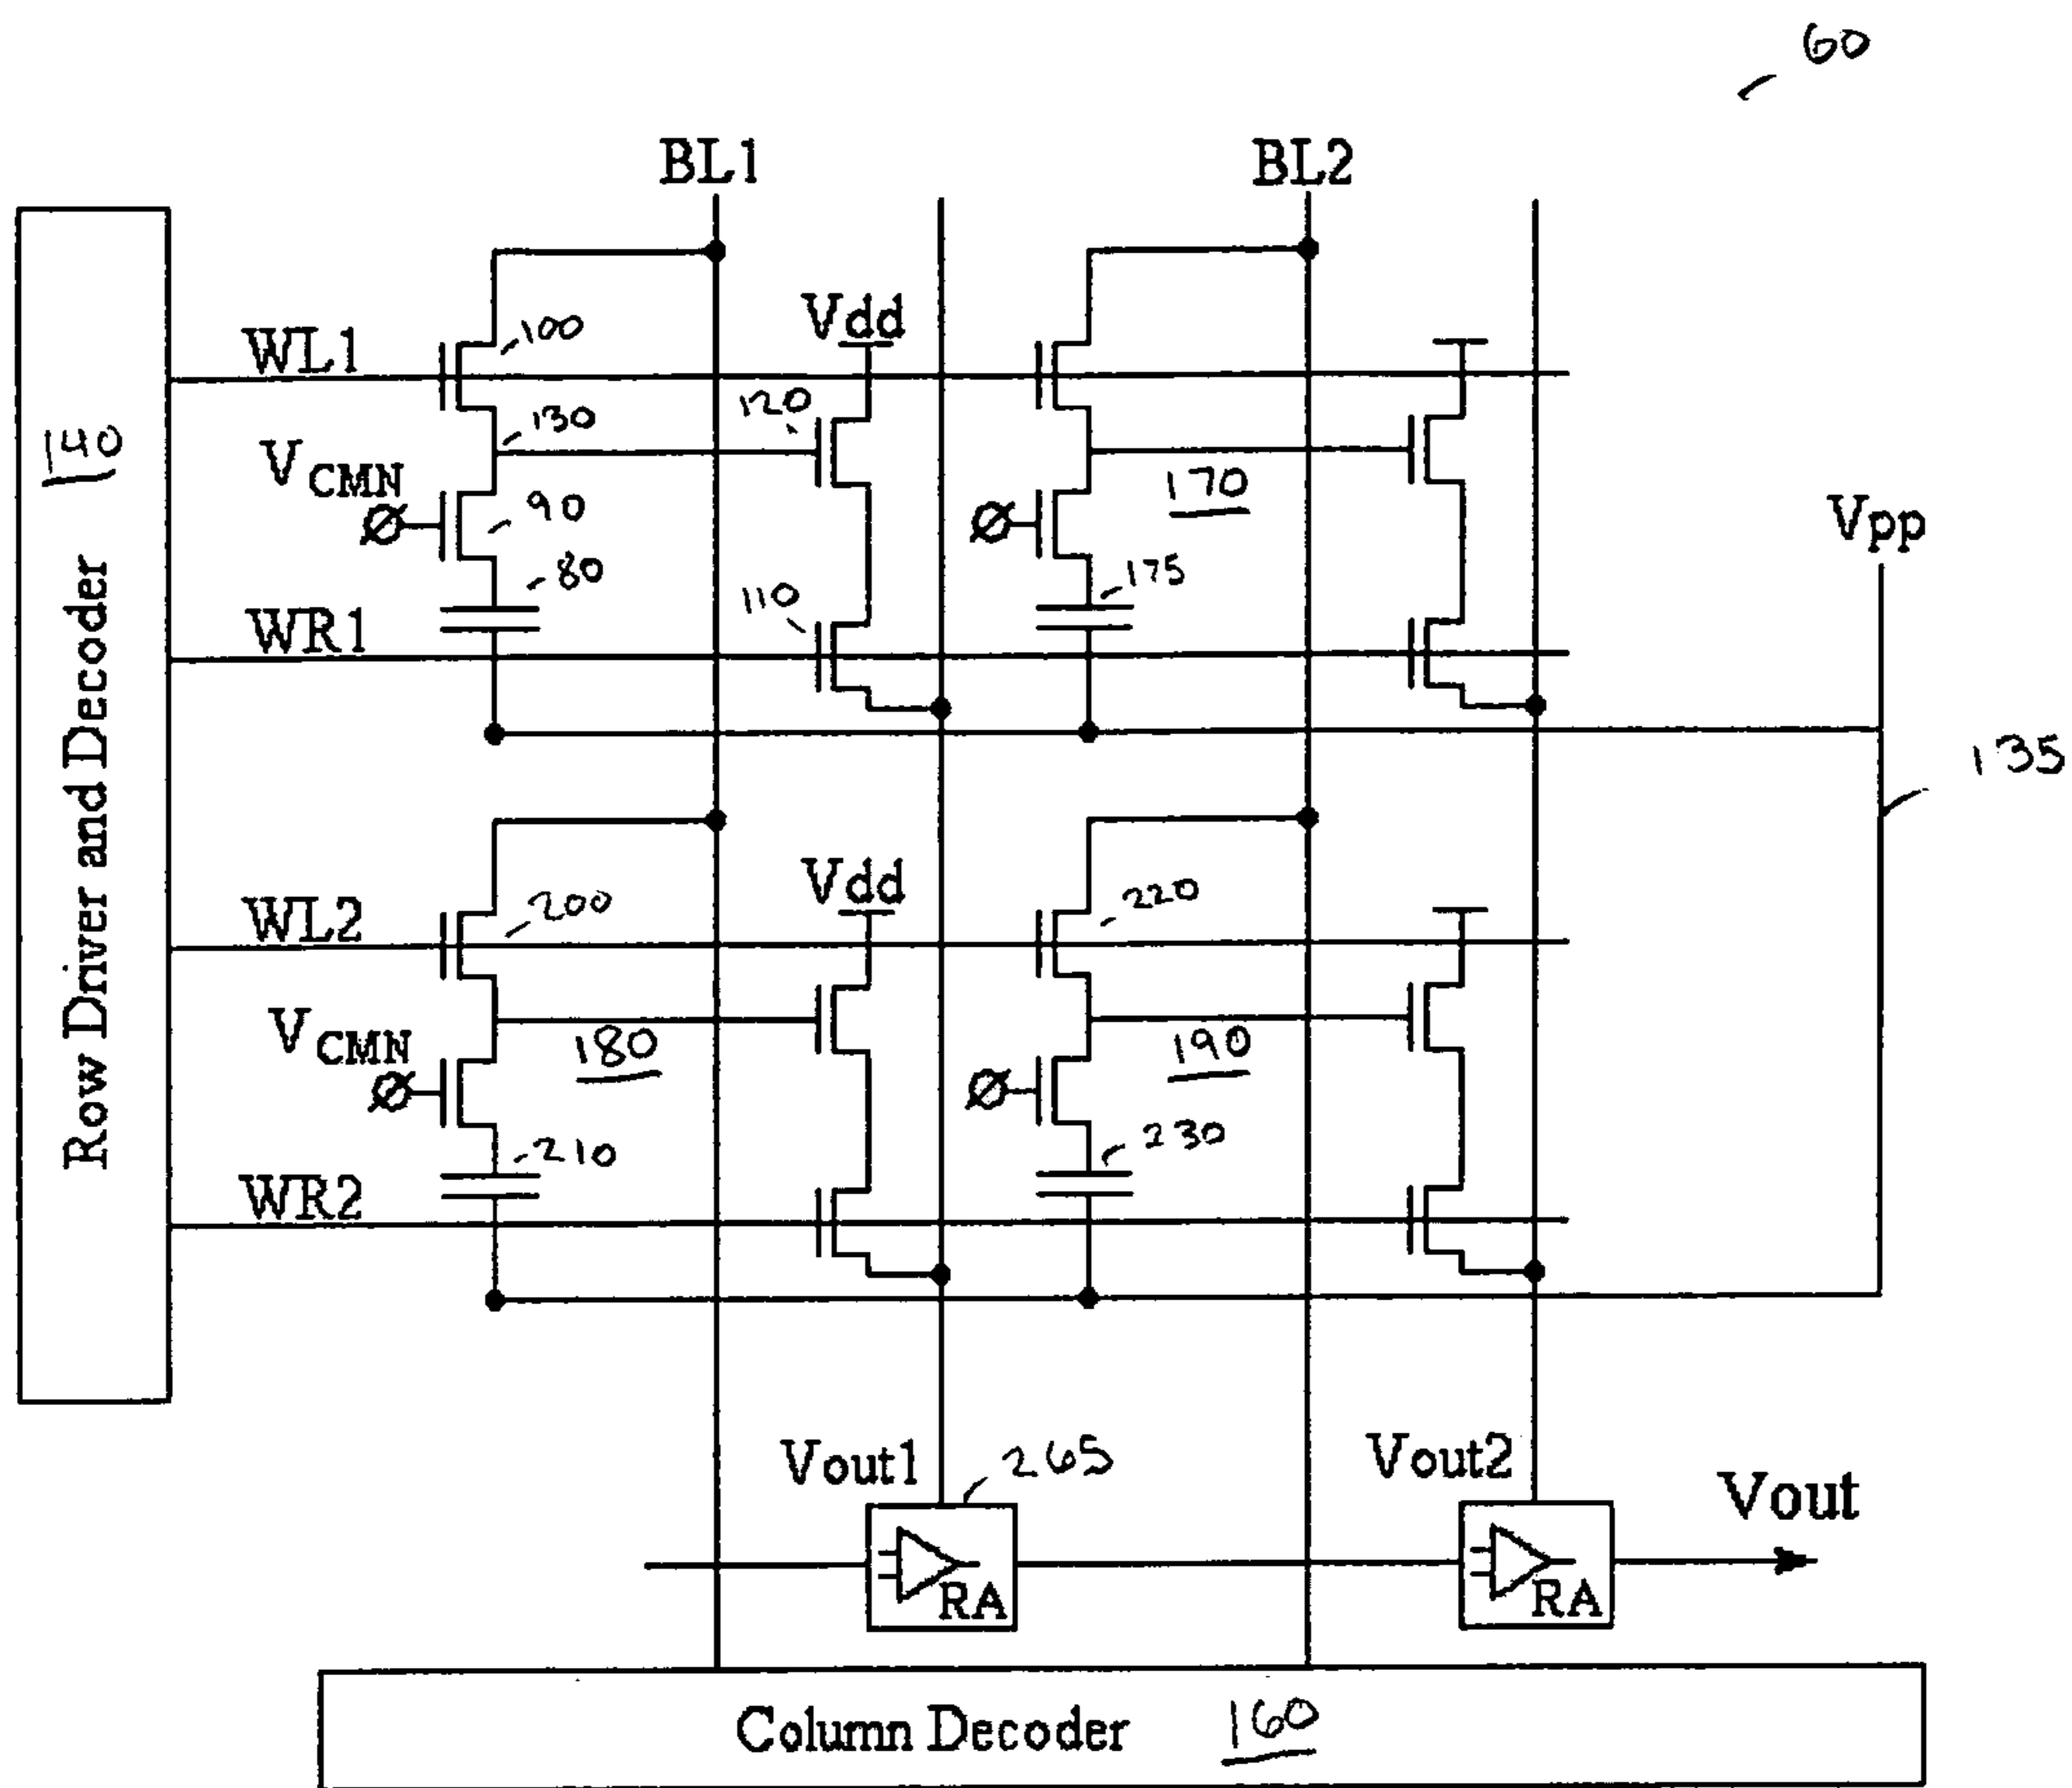 60
BL1 BL2
WL1 100 Vdd
130 120
140 V CMN 170
90 Vpp
80 175
WR1 110
135
Row Driver and Decoder
Vdd
WL2 200 220
V CMN 180 190
210 230
WR2
Vout1 265 Vout2 Vout
RA RA
Column Decoder 160